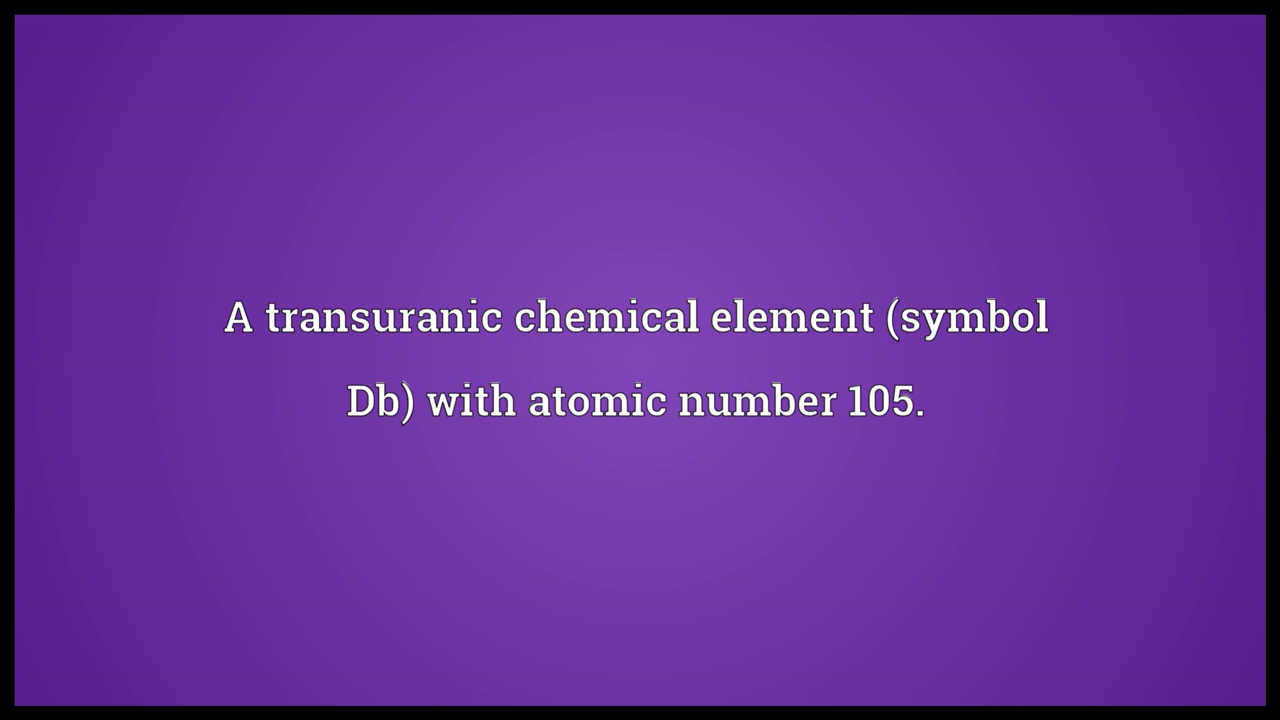 A transuranic chemical element (symbol
Db) with atomic number 105.